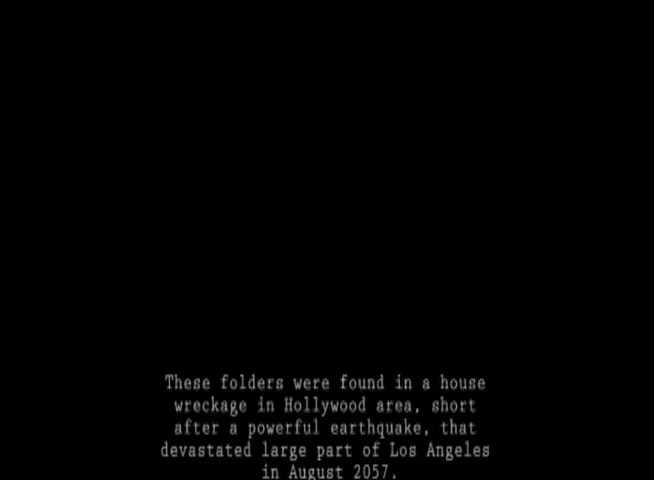 These folders were found in a house
wreckage in Hollywood area, short
after a powerful earthquake, that
devastated large part of Los Angeles
in August 2057.